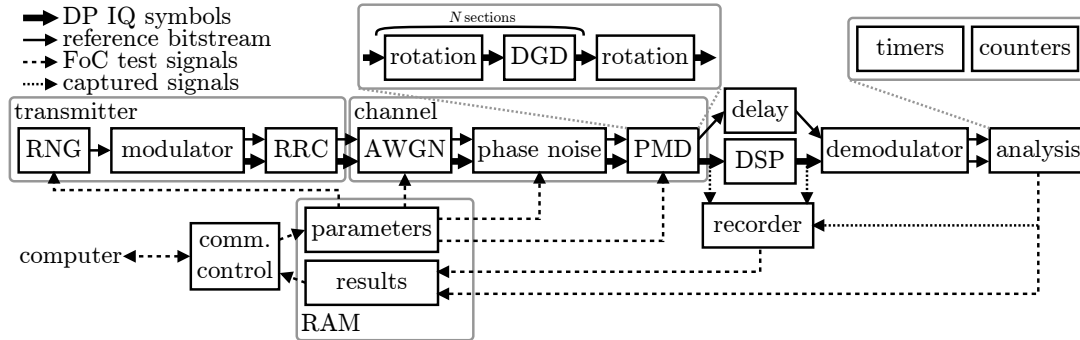 DP IQ symbols
reference bitstream
FoC test signals
captured signals
N sections
rotation DGD rotation
timers counters
transmitter channel
RNG modulator RRC AWGN phase noise PMD delay DSP demodulator analysis
parameters recorder
comm.
control
computer
results
RAM